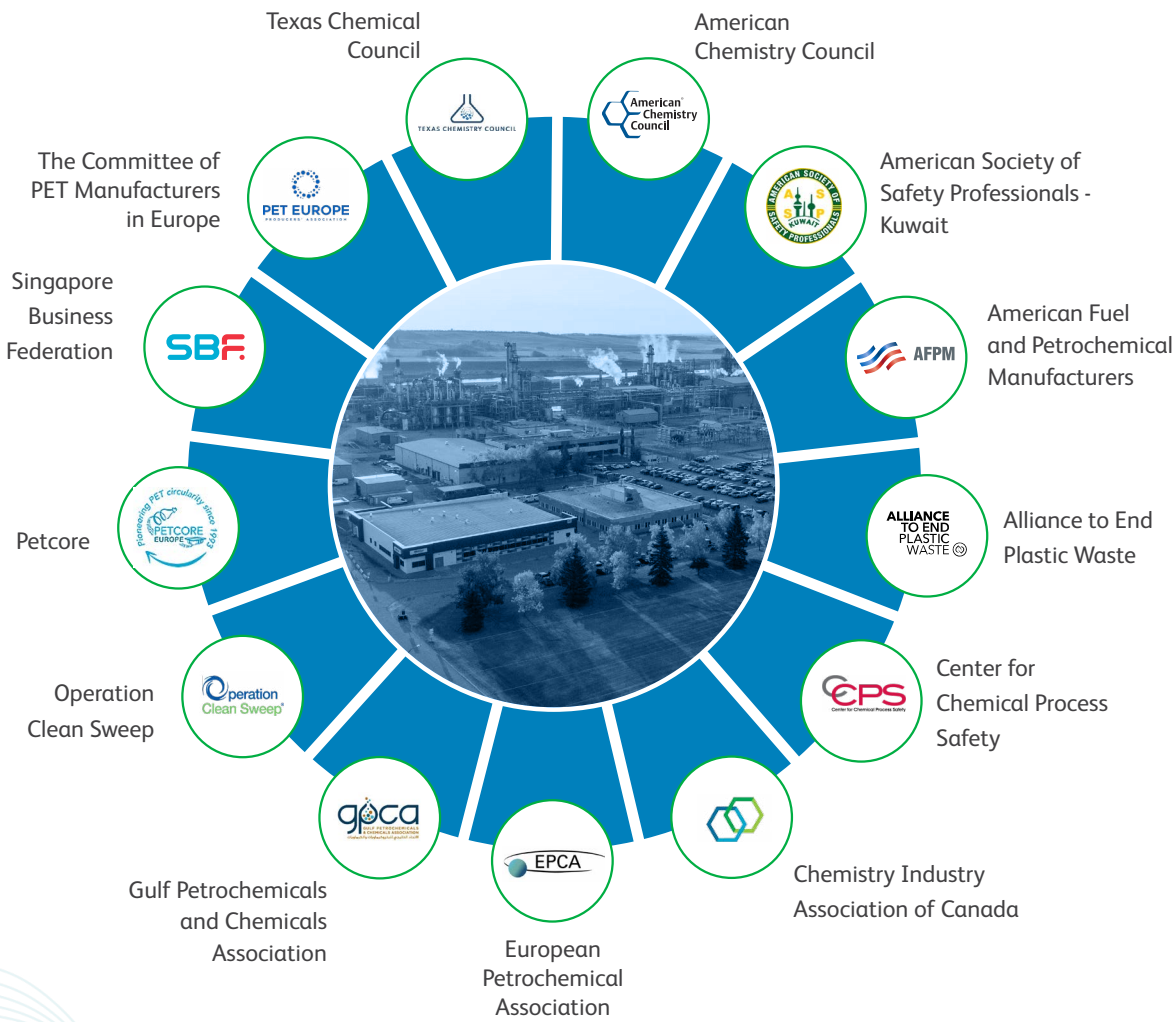 Texas Chemical
Council
TEXAS CHEMISTRY COUNCIL
American
Chemistry Council
American
Chemistry
Council
American Society of
Safety Professionals -
Kuwait
AMERICAN SOCIETY OF
SAFETY PROFESSIONALS
A S
S P
KUWAIT
American Fuel
and Petrochemical
Manufacturers
AFPM
Alliance to End
Plastic Waste
ALLIANCE
TO END
PLASTIC
WASTE
Center for
Chemical Process
Safety
CCPS
Center for Chemical Process Safety
Chemistry Industry
Association of Canada
European
Petrochemical
Association
EPCA
Gulf Petrochemicals
and Chemicals
Association
gpca
GULF PETROCHEMICALS
& CHEMICALS ASSOCIATION
Operation
Clean Sweep
Operation
Clean Sweep®
Petcore
Pioneering PET circularity since 1993
PETCORE
EUROPE
Singapore
Business
Federation
SBF.
The Committee of
PET Manufacturers
in Europe
PET EUROPE
PRODUCERS' ASSOCIATION